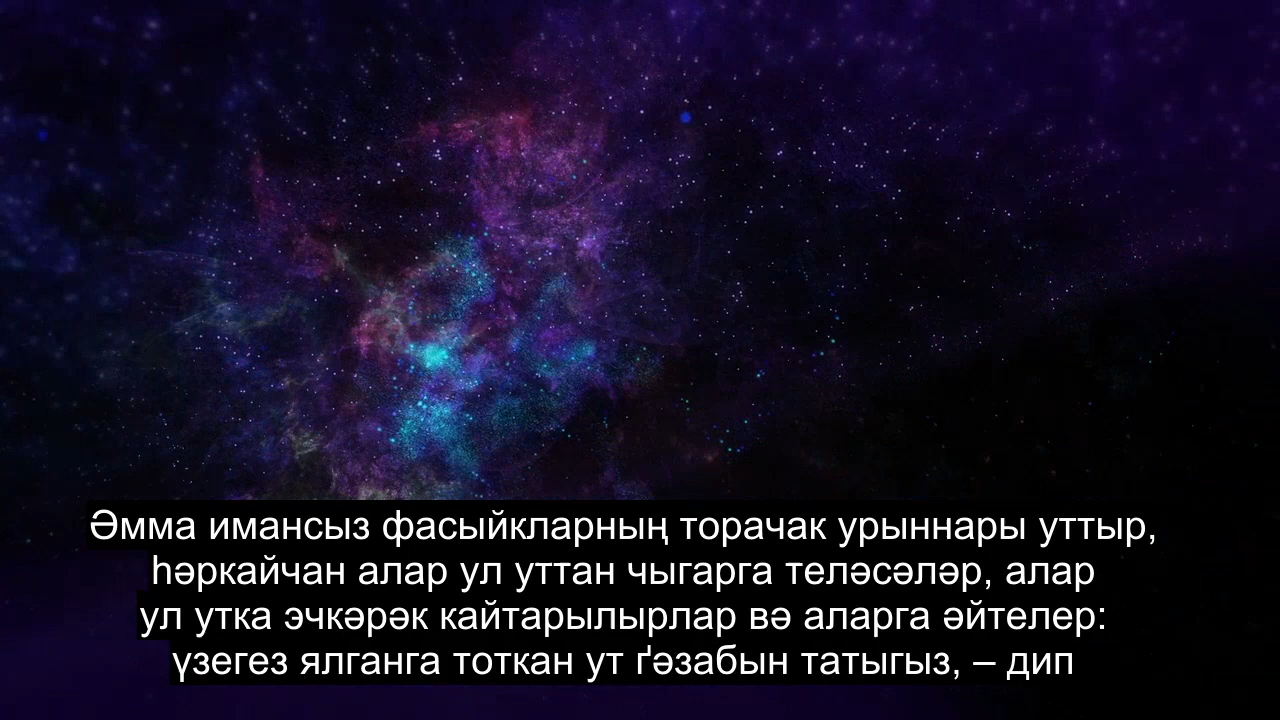 Әмма имансыз фасыйкларның торачак урыннары уттыр,
һәркайчан алар ул уттан чыгарга теләсәләр, алар
ул утка эчкәрәк кайтарылырлар вә аларга әйтелер:
үзегез ялганга тоткан ут ґәзабын татыгыз, – дип